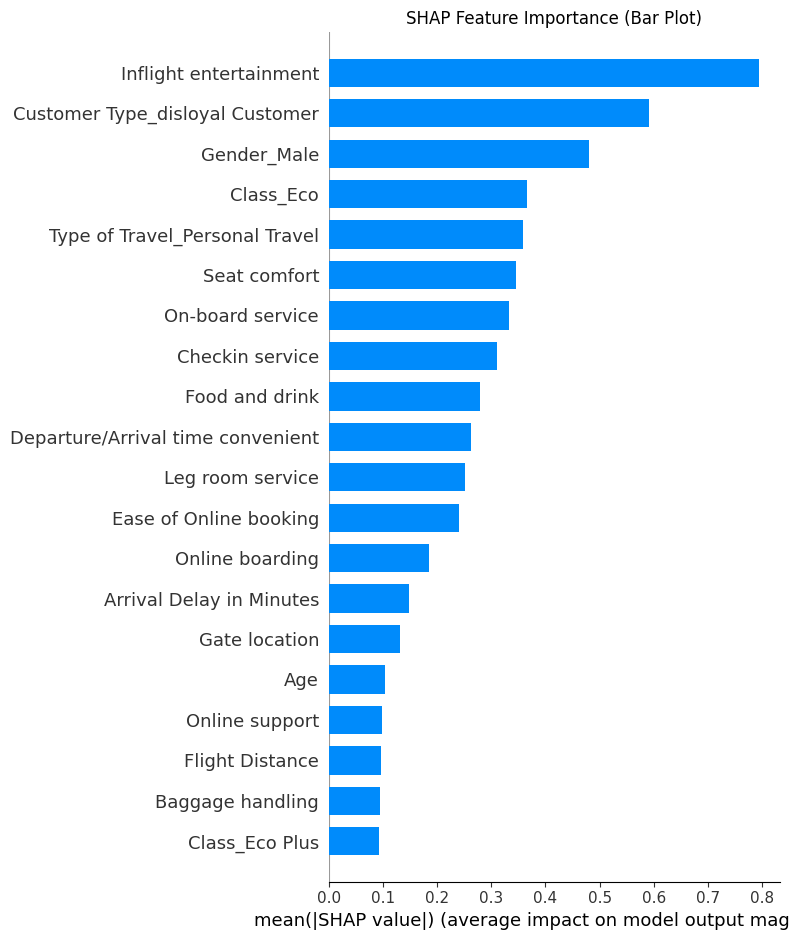 SHAP Feature Importance (Bar Plot)
Inflight entertainment
Customer Type_disloyal Customer
Gender_Male
Class_Eco
Type of Travel_Personal Travel
Seat comfort
On-board service
Checkin service
Food and drink
Departure/Arrival time convenient
Leg room service
Ease of Online booking
Online boarding
Arrival Delay in Minutes
Gate location
Age
Online support
Flight Distance
Baggage handling
Class_Eco Plus
0.0 0.1 0.2 0.3 0.4 0.5 0.6 0.7 0.8
mean(|SHAP value|) (average impact on model output mag